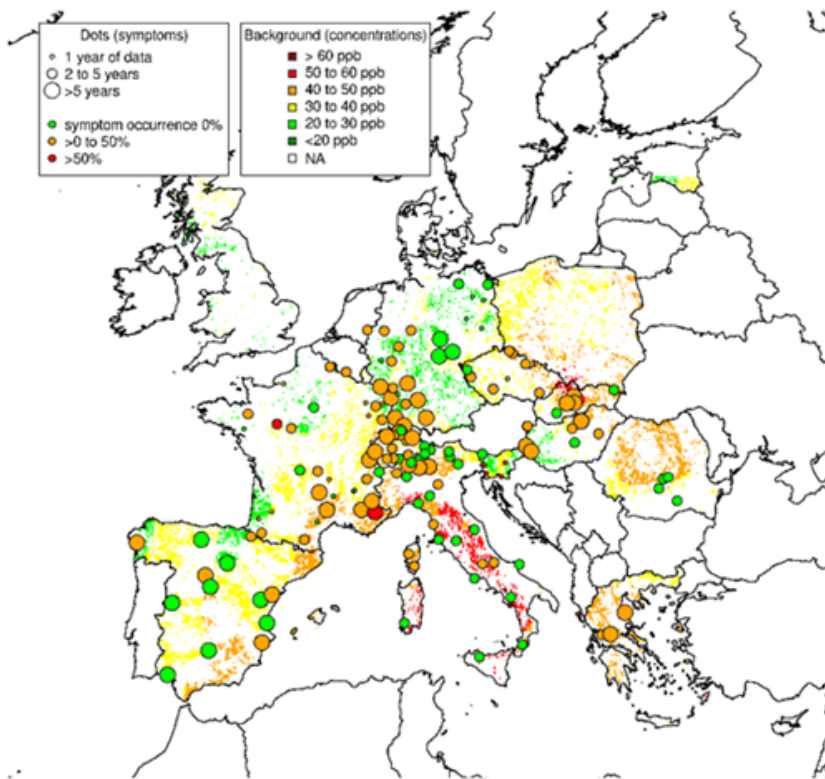 Dots (symptoms)
1 year of data
2 to 5 years
>5 years
symptom occurrence 0%
>0 to 50%
>50%
Background (concentrations)
> 60 ppb
50 to 60 ppb
40 to 50 ppb
30 to 40 ppb
20 to 30 ppb
<20 ppb
NA